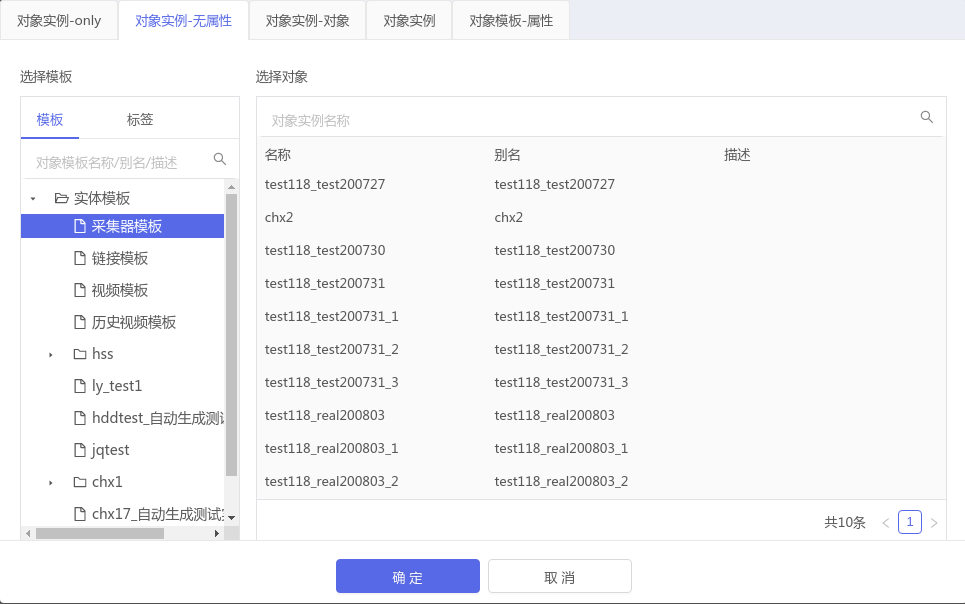 对象实例-only 对象实例-无属性 对象实例-对象 对象实例 对象模板-属性
选择模板
模板 标签
对象模板名称/别名/描述
实体模板
采集器模板
链接模板
视频模板
历史视频模板
hss
ly_test1
hddtest_自动生成测
jqtest
chx1
chx17_自动生成测试
选择对象
对象实例名称
名称 别名 描述
test118_test200727 test118_test200727
chx2 chx2
test118_test200730 test118_test200730
test118_test200731 test118_test200731
test118_test200731_1 test118_test200731_1
test118_test200731_2 test118_test200731_2
test118_test200731_3 test118_test200731_3
test118_real200803 test118_real200803
test118_real200803_1 test118_real200803_1
test118_real200803_2 test118_real200803_2
共10条 < 1 >
确 定 取 消